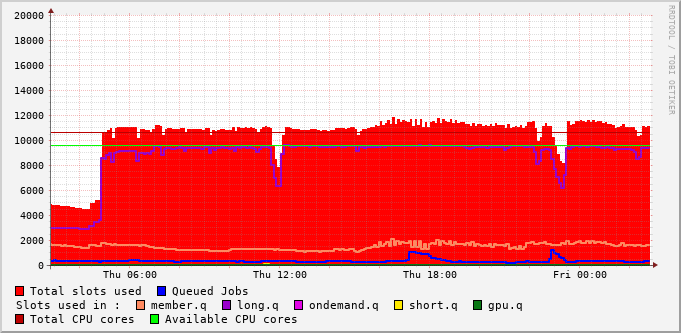 20000
18000
16000
14000
12000
10000
8000
6000
4000
2000
0
Thu 06:00 Thu 12:00 Thu 18:00 Fri 00:00
RRDTOOL / TOBI OETIKER
Total slots used Queued Jobs
Slots used in : member.q long.q ondemand.q short.q gpu.q
Total CPU cores Available CPU cores